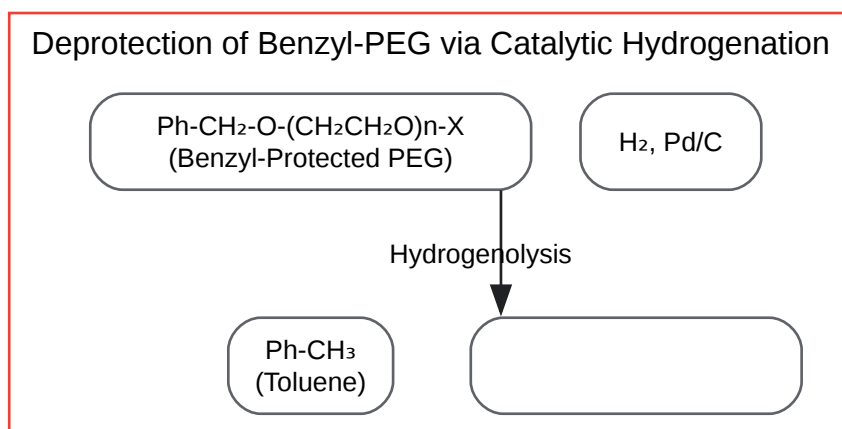 Deprotection of Benzyl-PEG via Catalytic Hydrogenation
Ph-CH₂-O-(CH₂CH₂O)n-X
(Benzyl-Protected PEG)
H₂, Pd/C
Hydrogenolysis
Ph-CH₃
(Toluene)